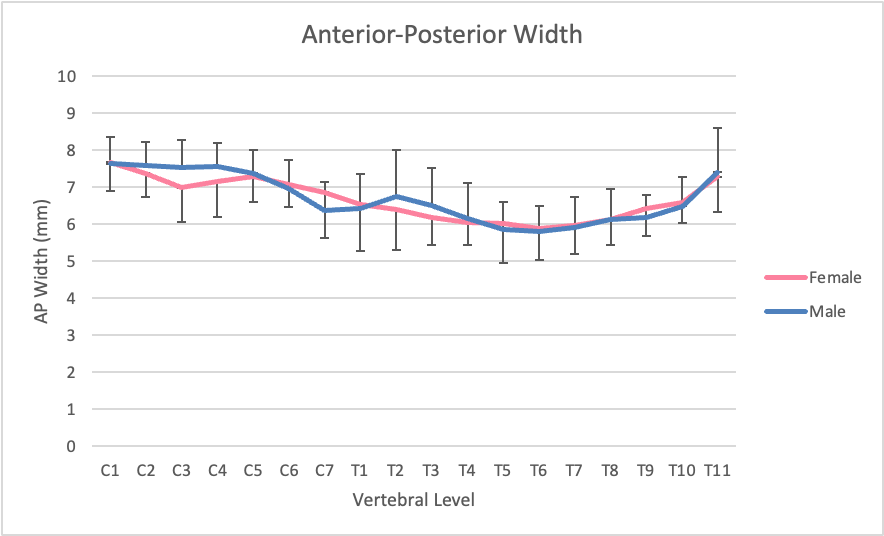 Anterior-Posterior Width
10
9
8
7
6
5
4
3
2
1
0
AP Width (mm)
C1 C2 C3 C4 C5 C6 C7 T1 T2 T3 T4 T5 T6 T7 T8 T9 T10 T11
Vertebral Level
Female
Male